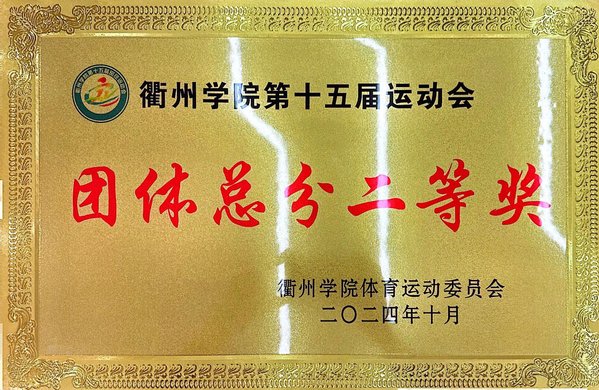 衢州学院第十五届运动会
团体总分二等奖
衢州学院体育运动委员会
二〇二四年十月